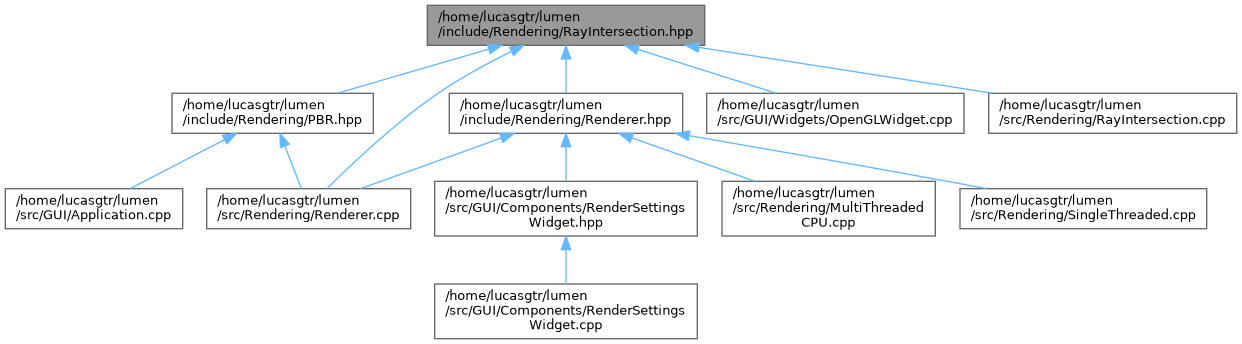 /home/lucasgtr/lumen
/include/Rendering/RayIntersection.hpp
/home/lucasgtr/lumen
/include/Rendering/PBR.hpp
/home/lucasgtr/lumen
/include/Rendering/Renderer.hpp
/home/lucasgtr/lumen
/src/GUI/Widgets/OpenGLWidget.cpp
/home/lucasgtr/lumen
/src/Rendering/RayIntersection.cpp
/home/lucasgtr/lumen
/src/GUI/Application.cpp
/home/lucasgtr/lumen
/src/Rendering/Renderer.cpp
/home/lucasgtr/lumen
/src/GUI/Components/RenderSettings
Widget.hpp
/home/lucasgtr/lumen
/src/Rendering/MultiThreaded
CPU.cpp
/home/lucasgtr/lumen
/src/Rendering/SingleThreaded.cpp
/home/lucasgtr/lumen
/src/GUI/Components/RenderSettings
Widget.cpp